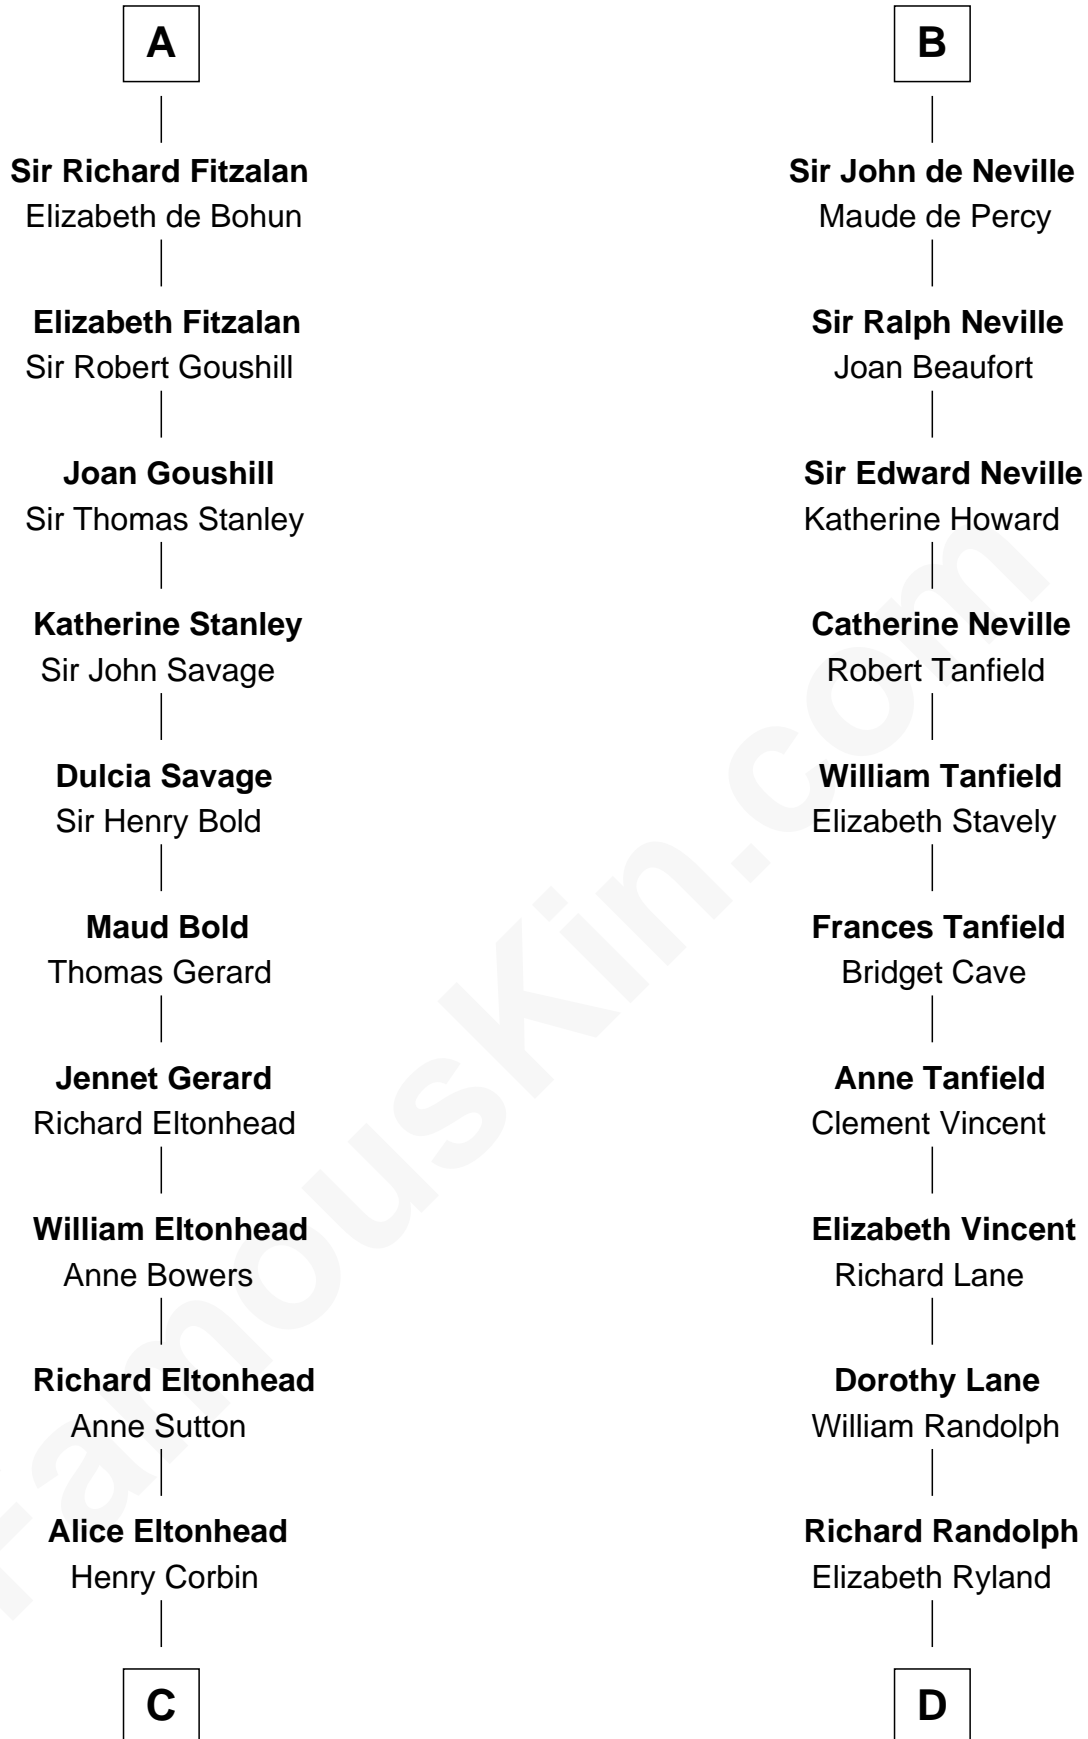 A
Sir Richard Fitzalan
Elizabeth de Bohun
Elizabeth Fitzalan
Sir Robert Goushill
Joan Goushill
Sir Thomas Stanley
Katherine Stanley
Sir John Savage
Dulcia Savage
Sir Henry Bold
Maud Bold
Thomas Gerard
Jennet Gerard
Richard Eltonhead
William Eltonhead
Anne Bowers
Richard Eltonhead
Anne Sutton
Alice Eltonhead
Henry Corbin
C
B
Sir John de Neville
Maude de Percy
Sir Ralph Neville
Joan Beaufort
Sir Edward Neville
Katherine Howard
Catherine Neville
Robert Tanfield
William Tanfield
Elizabeth Stavely
Frances Tanfield
Bridget Cave
Anne Tanfield
Clement Vincent
Elizabeth Vincent
Richard Lane
Dorothy Lane
William Randolph
Richard Randolph
Elizabeth Ryland
D
FamousKin.com